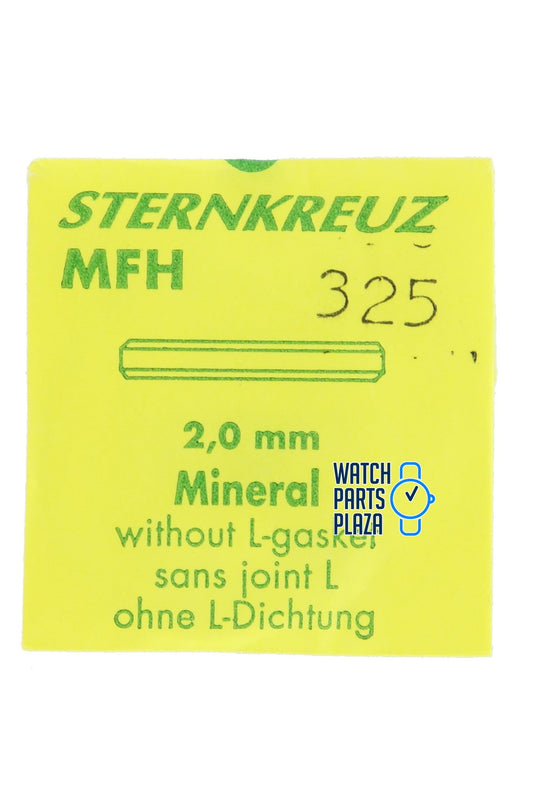 STERNKREUZ
MFH
325
2,0 mm
Mineral
WATCH
PARTS
PLAZA
without L-gasket
sans joint L
ohne L-Dichtung